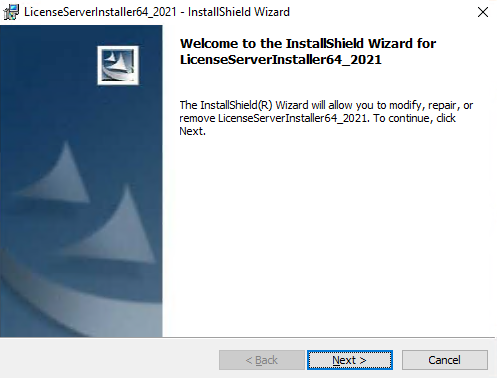 LicenseServerInstaller64_2021 - InstallShield Wizard
Welcome to the InstallShield Wizard for
LicenseServerInstaller64_2021
The InstallShield(R) Wizard will allow you to modify, repair, or
remove LicenseServerInstaller64_2021. To continue, click
Next.
< Back
Next >
Cancel